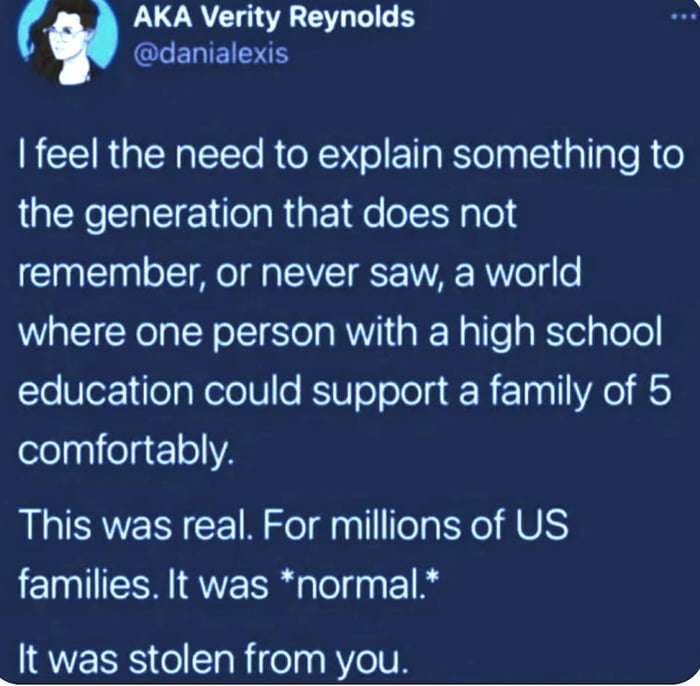 AKA Verity Reynolds
@danialexis
I feel the need to explain something to
the generation that does not
remember, or never saw, a world
where one person with a high school
education could support a family of 5
comfortably.
This was real. For millions of US
families. It was *normal.*
It was stolen from you.